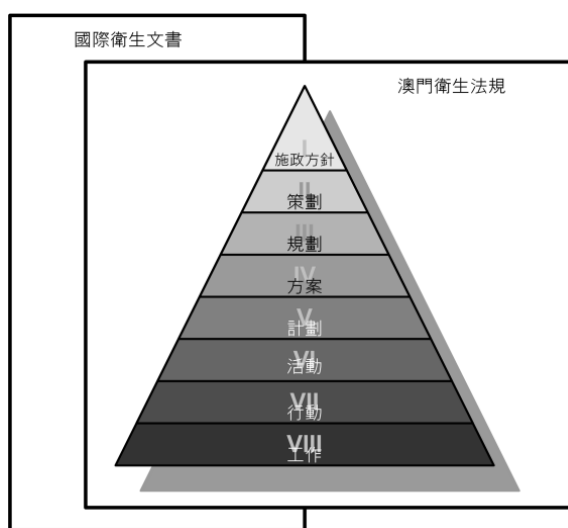 國際衛生文書
澳門衛生法規
I
施政方針
II
策劃
III
規劃
IV
方案
V
計劃
VI
活動
VII
行動
VIII
工作